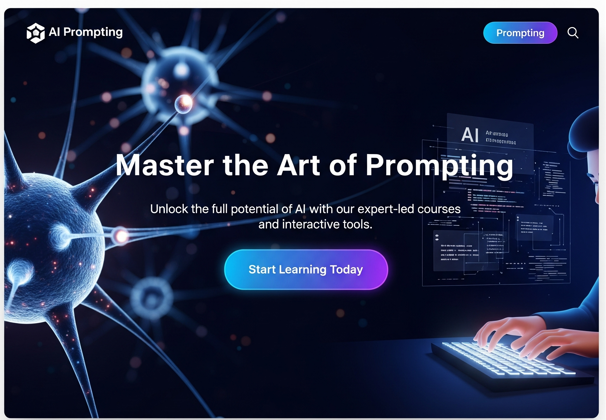 AI Prompting
Prompting
Master the Art of Prompting
Unlock the full potential of AI with our expert-led courses
and interactive tools.
Start Learning Today
AI